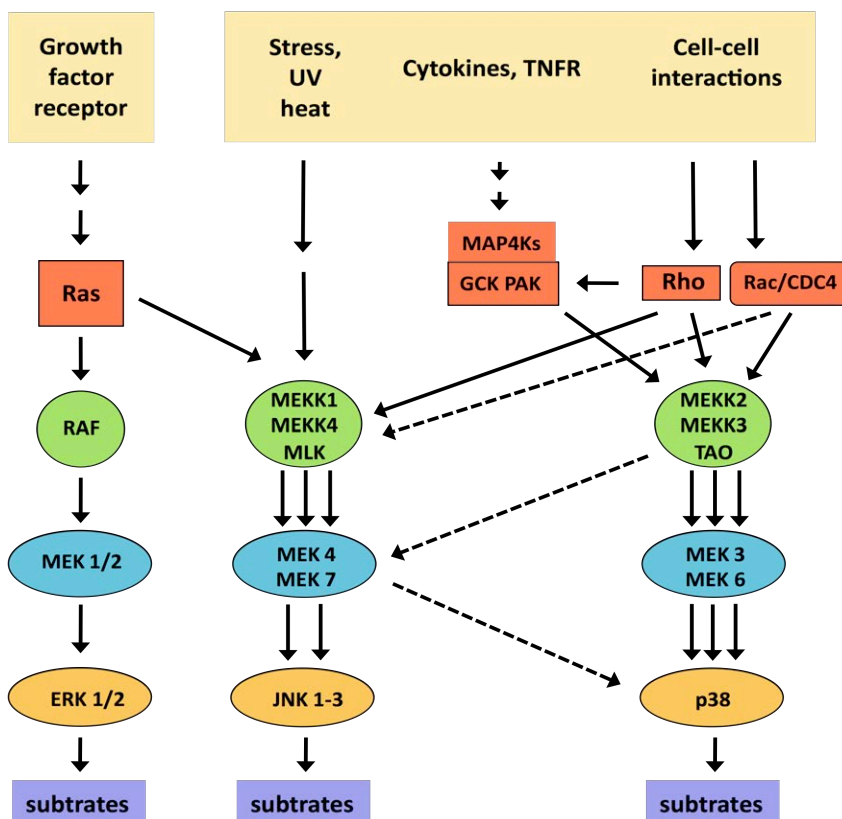 Growth
factor
receptor
Stress,
UV
heat
Cytokines, TNFR
Cell-cell
interactions
MAP4Ks
GCK PAK
Rho
Rac/CDC4
Ras
RAF
MEKK1
MEKK4
MLK
MEKK2
MEKK3
TAO
MEK 1/2
MEK 4
MEK 7
MEK 3
MEK 6
ERK 1/2
JNK 1-3
p38
subtrates
subtrates
subtrates